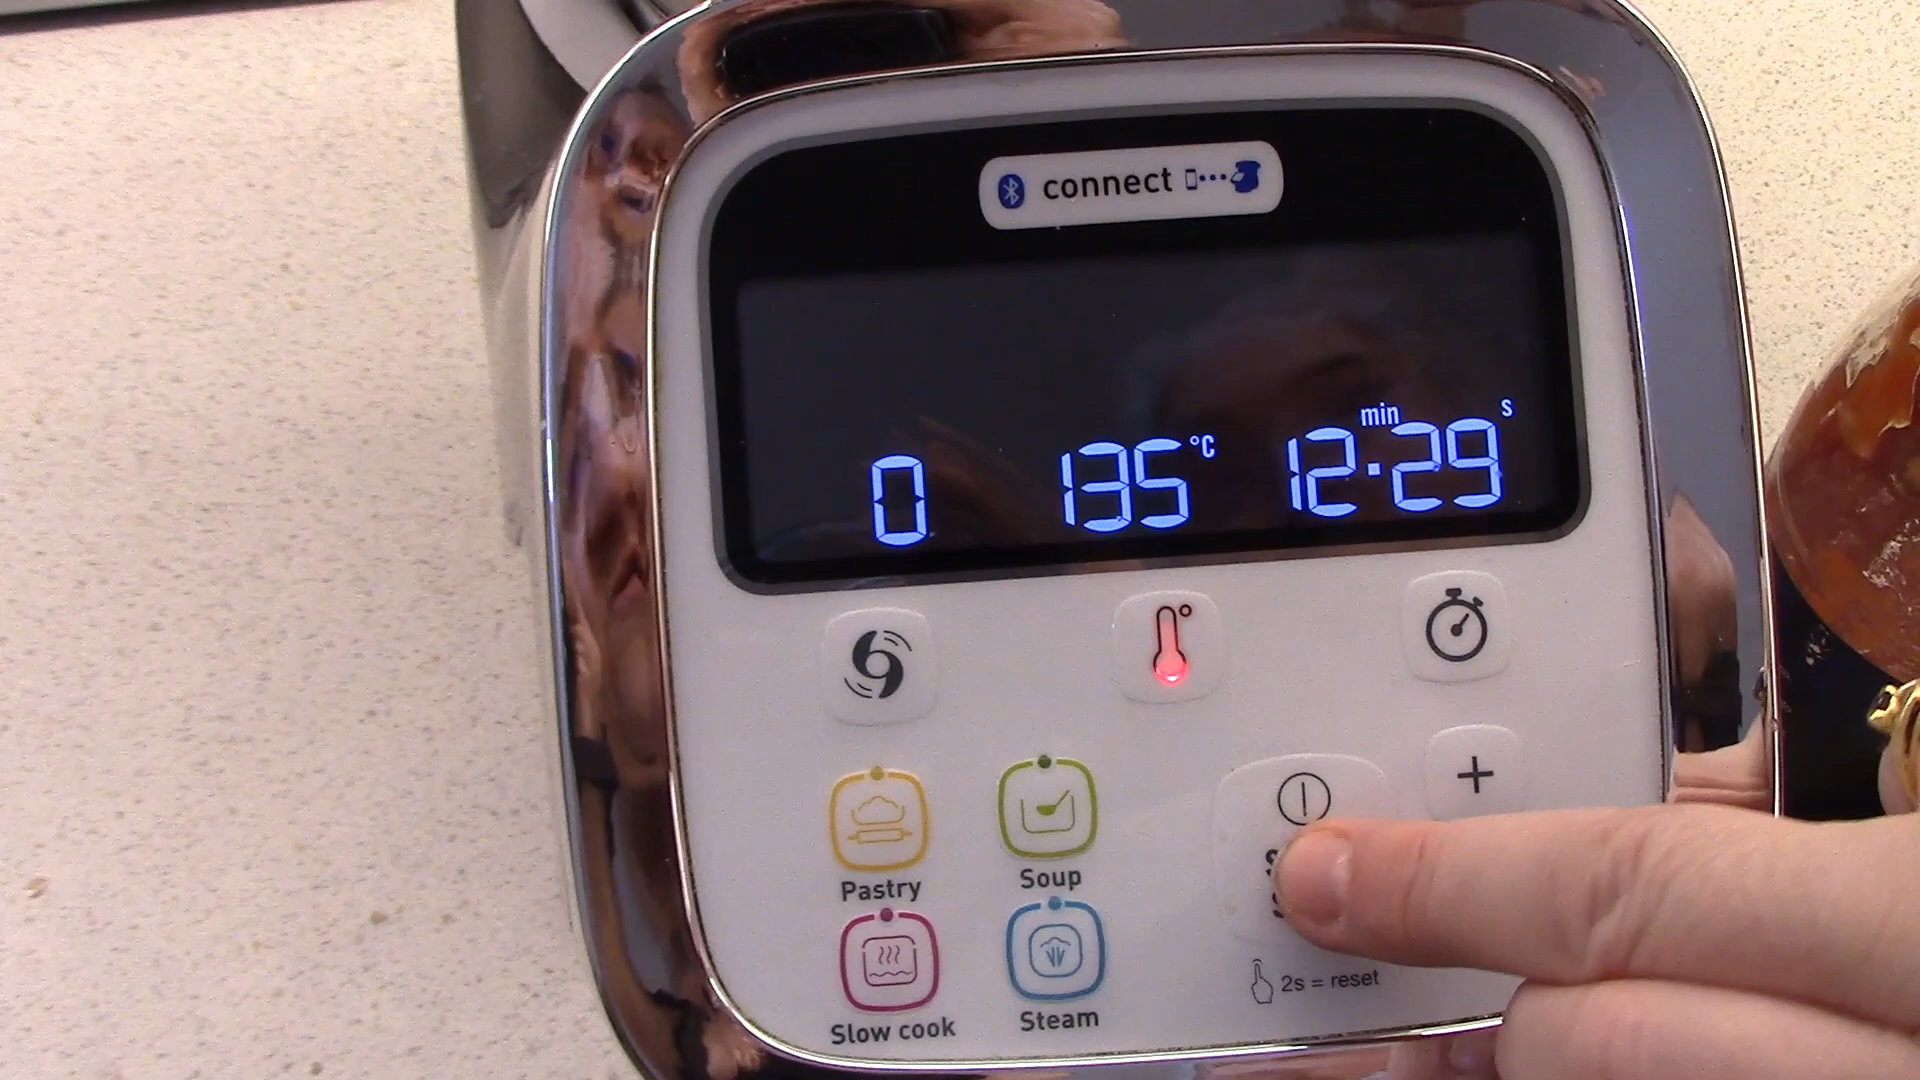 connect
0 135 °C 12:29 min s
Pastry
Soup
Slow cook
Steam
2s = reset